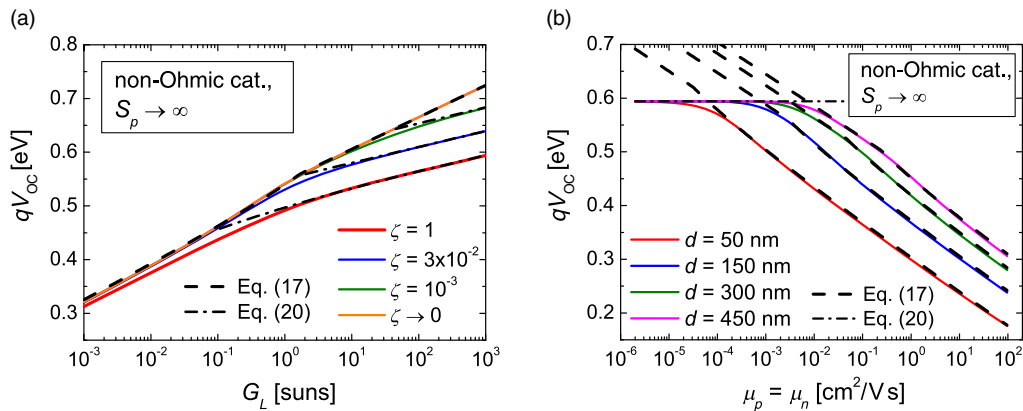 (a)
0.8
0.7
0.6
0.5
0.4
0.3
qV_OC [eV]
non-Ohmic cat.,
S_p → ∞
ζ = 1
ζ = 3x10^-2
ζ = 10^-3
ζ → 0
Eq. (17)
Eq. (20)
10^-3 10^-2 10^-1 10^0 10^1 10^2 10^3
G_L [suns]
(b)
0.7
0.6
0.5
0.4
0.3
0.2
qV_OC [eV]
non-Ohmic cat.,
S_p → ∞
d = 50 nm
d = 150 nm
d = 300 nm
d = 450 nm
Eq. (17)
Eq. (20)
10^-6 10^-5 10^-4 10^-3 10^-2 10^-1 10^0 10^1 10^2
μ_p = μ_n [cm^2/V s]